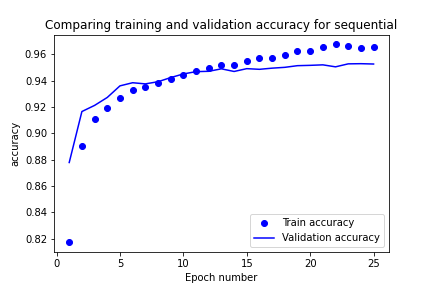 Comparing training and validation accuracy for sequential
accuracy
0.96
0.94
0.92
0.90
0.88
0.86
0.84
0.82
0
5
10
15
20
25
Epoch number
Train accuracy
Validation accuracy